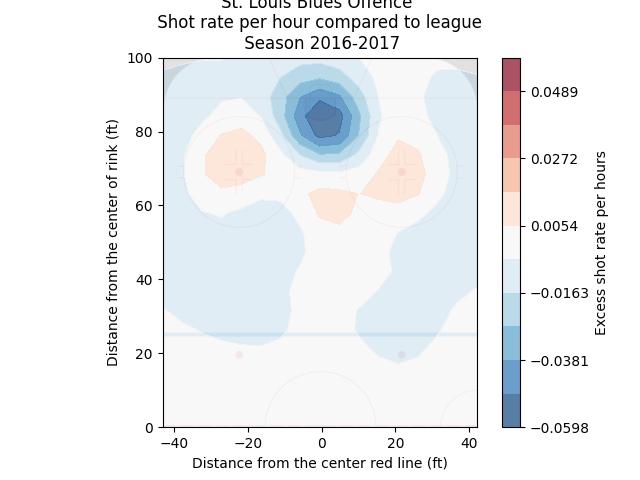 St. Louis Blues Offence
Shot rate per hour compared to league
Season 2016-2017
100
80
60
40
20
0
−40
−20
0
20
40
Distance from the center of rink (ft)
Distance from the center red line (ft)
0.0489
0.0272
0.0054
−0.0163
−0.0381
−0.0598
Excess shot rate per hours